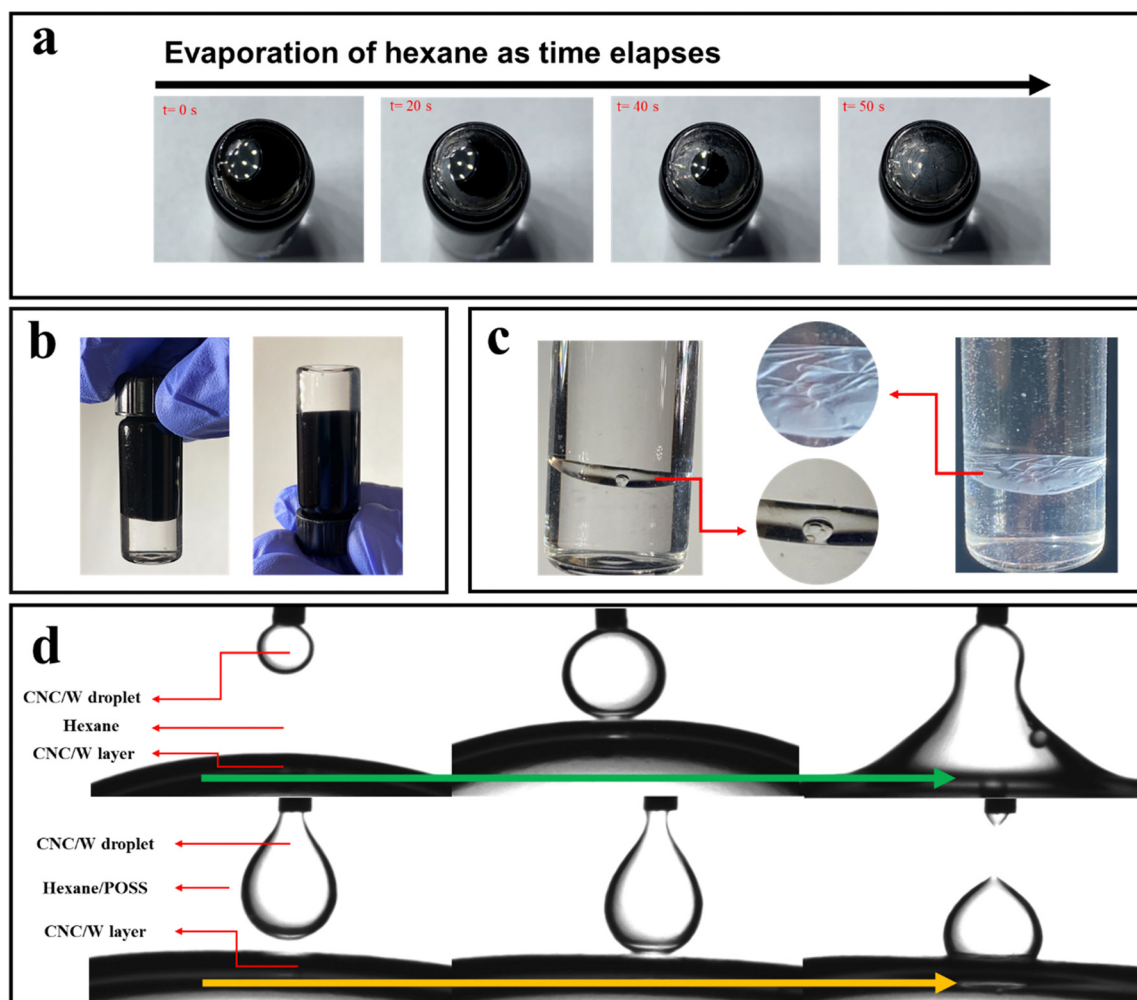 a
Evaporation of hexane as time elapses
t= 0 s
t= 20 s
t= 40 s
t= 50 s
b
c
d
CNC/W droplet
Hexane
CNC/W layer
CNC/W droplet
Hexane/POSS
CNC/W layer